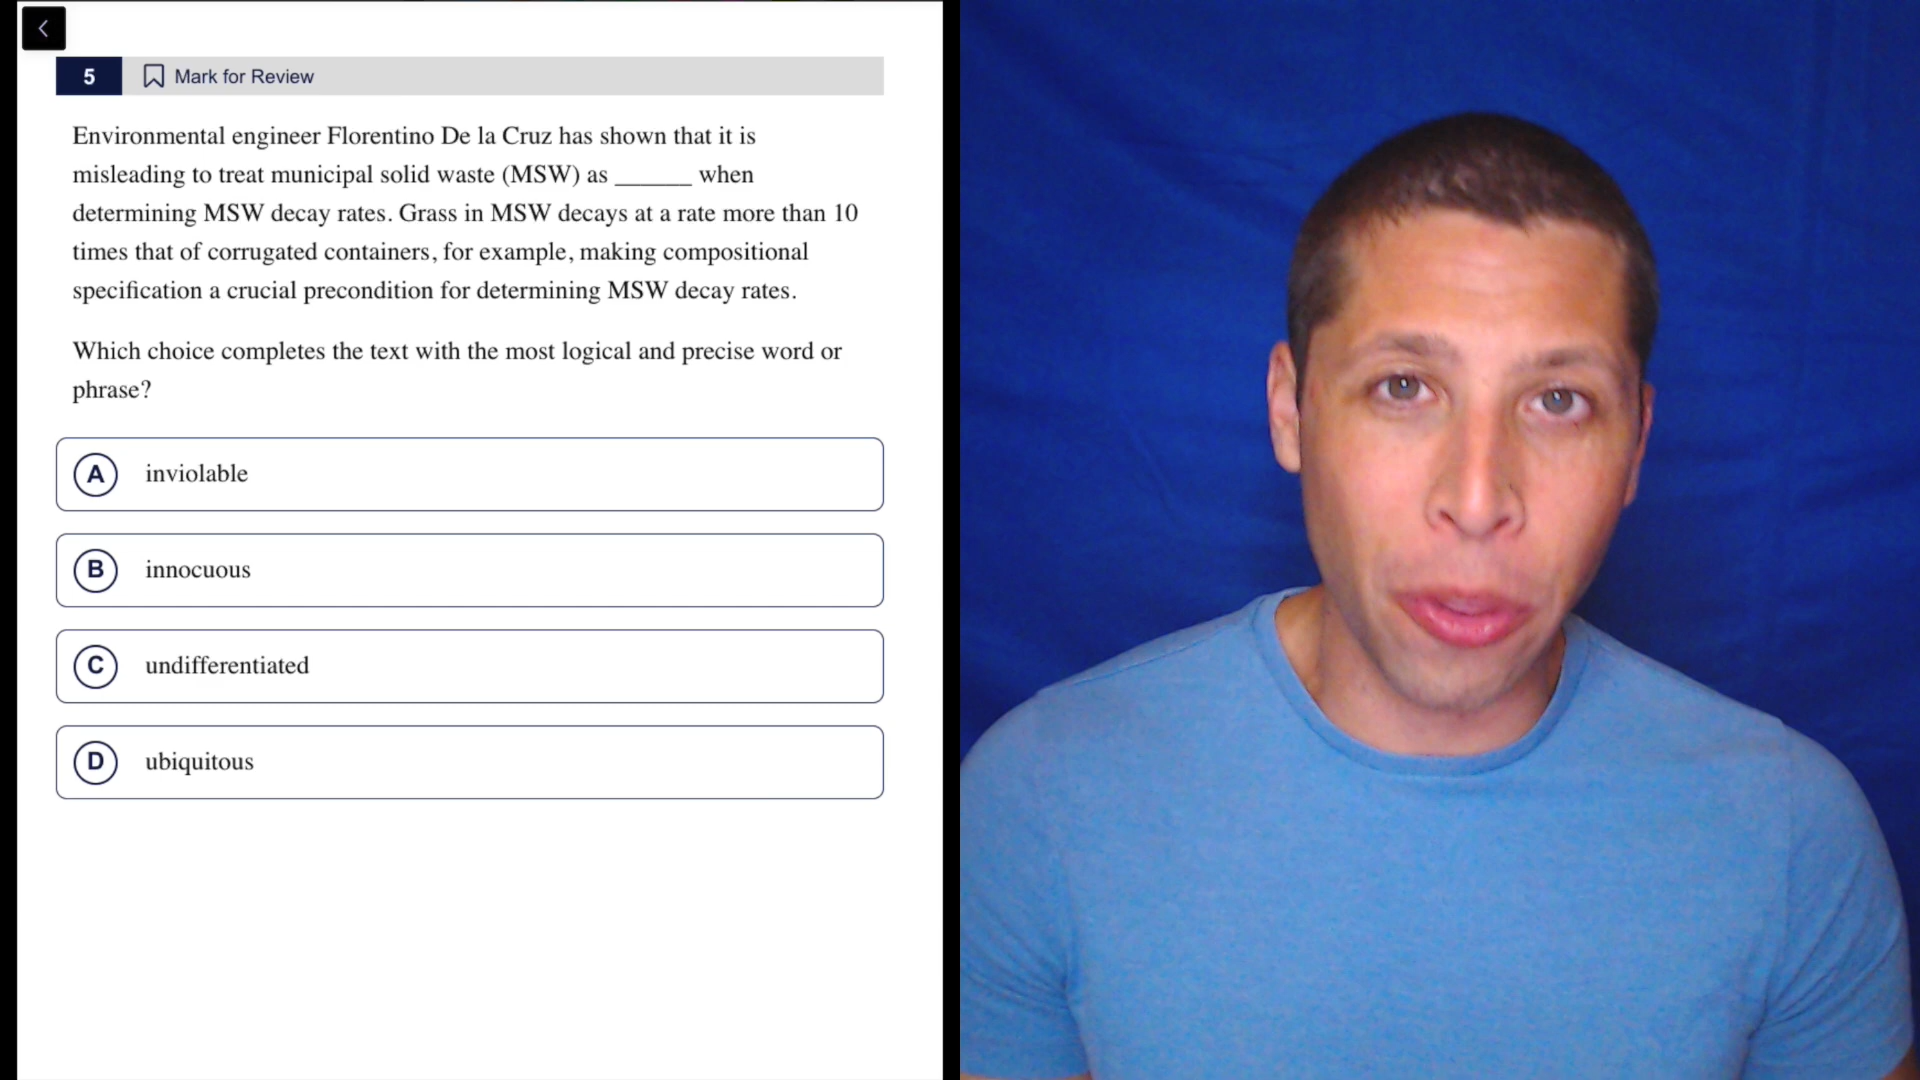 5 Mark for Review
Environmental engineer Florentino De la Cruz has shown that it is
misleading to treat municipal solid waste (MSW) as ______ when
determining MSW decay rates. Grass in MSW decays at a rate more than 10
times that of corrugated containers, for example, making compositional
specification a crucial precondition for determining MSW decay rates.
Which choice completes the text with the most logical and precise word or
phrase?
A inviolable
B innocuous
C undifferentiated
D ubiquitous